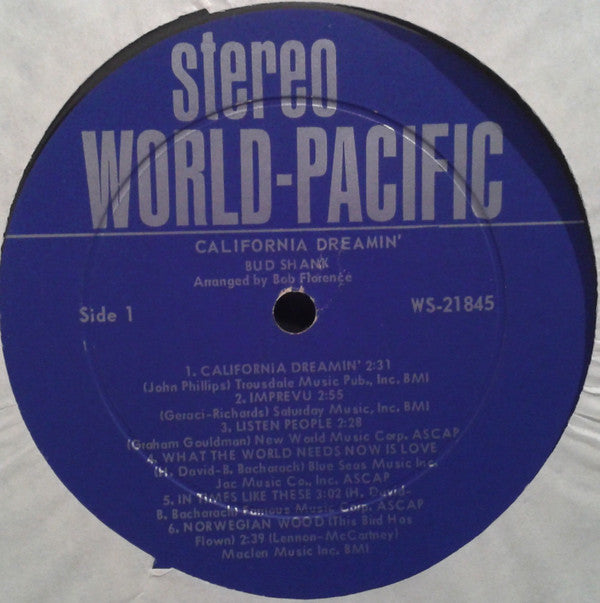 stereo
WORLD-PACIFIC
CALIFORNIA DREAMIN'
BUD SHANK
Arranged by Bob Florence
Side 1
WS-21845
1. CALIFORNIA DREAMIN' 2:31
(John Phillips) Trousdale Music Pub., Inc. BMI
2. IMPREVU 2:55
(Geraci-Richards) Saturday Music, Inc. BMI
3. LISTEN PEOPLE 2:28
(Graham Gouldman) New World Music Corp. ASCAP
4. WHAT THE WORLD NEEDS NOW IS LOVE
(H. David-B. Bacharach) Blue Seas Music Inc.
Jac Music Co., Inc. ASCAP
5. IN TIMES LIKE THESE 3:02 (H. David-
B. Bacharach) Famous Music Corp. ASCAP
6. NORWEGIAN WOOD (This Bird Has
Flown) 2:39 (Lennon-McCartney)
Maclen Music Inc. BMI